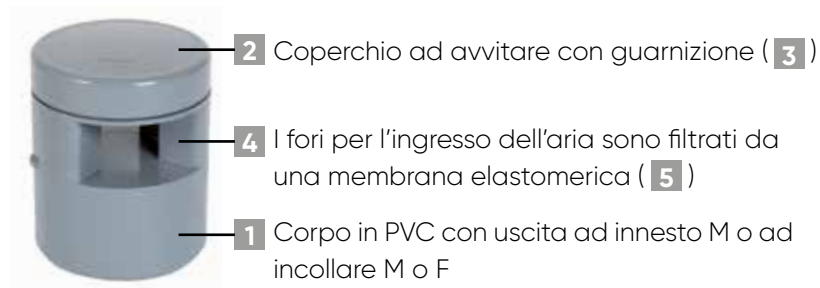 2 Coperchio ad avvitare con guarnizione ( 3 )
4 I fori per l'ingresso dell'aria sono filtrati da
una membrana elastomerica ( 5 )
1 Corpo in PVC con uscita ad innesto M o ad
incollare M o F